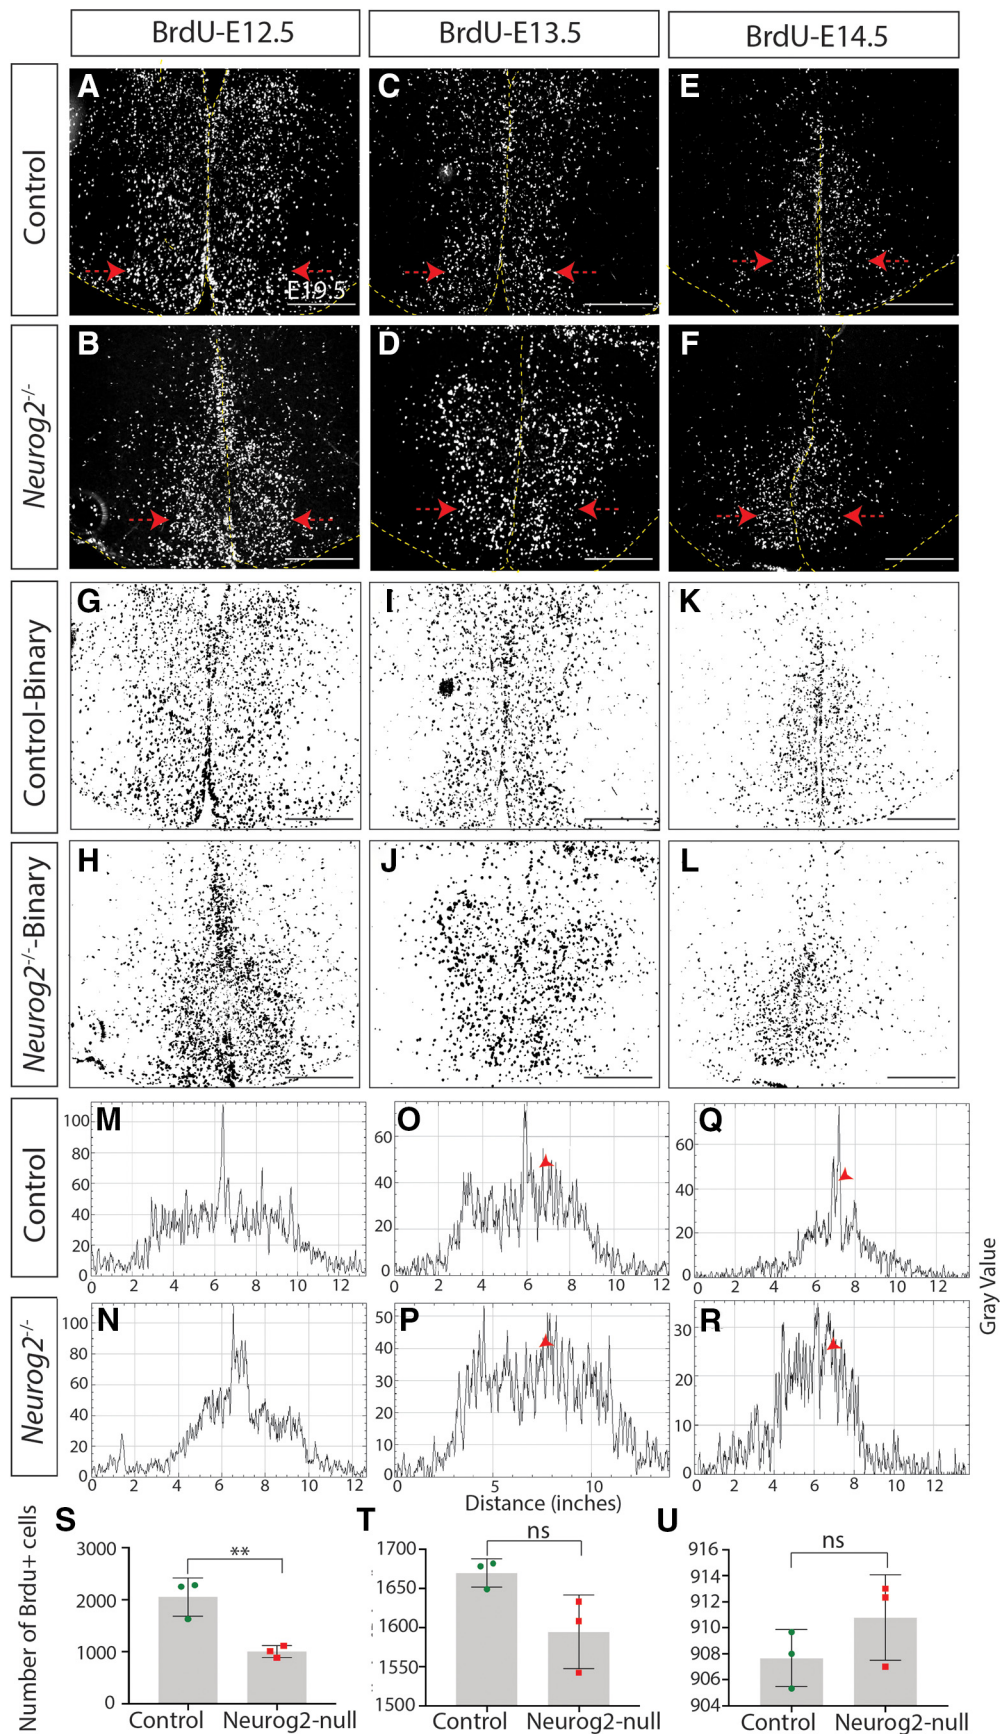 BrdU-E12.5 BrdU-E13.5 BrdU-E14.5
Control
A C E
E19.5
Neurog2-/-
B D F
Control-Binary
G I K
Neurog2-/--Binary
H J L
Control
M O Q
100 80 60 40 20 0
0 2 4 6 8 10 12
60 40 20 0
0 2 4 6 8 10 12
60 40 20 0
0 2 4 6 8 10 12
Gray Value
Neurog2-/-
N P R
100 80 60 40 20 0
0 2 4 6 8 10 12
50 40 30 20 10 0
0 5 10
30 20 10 0
0 2 4 6 8 10 12
Distance (inches)
S T U
Number of Brdu+ cells
** ns ns
3000 2000 1000 0
1700 1650 1600 1550 1500
916 914 912 910 908 906 904
Control Neurog2-null Control Neurog2-null Control Neurog2-null